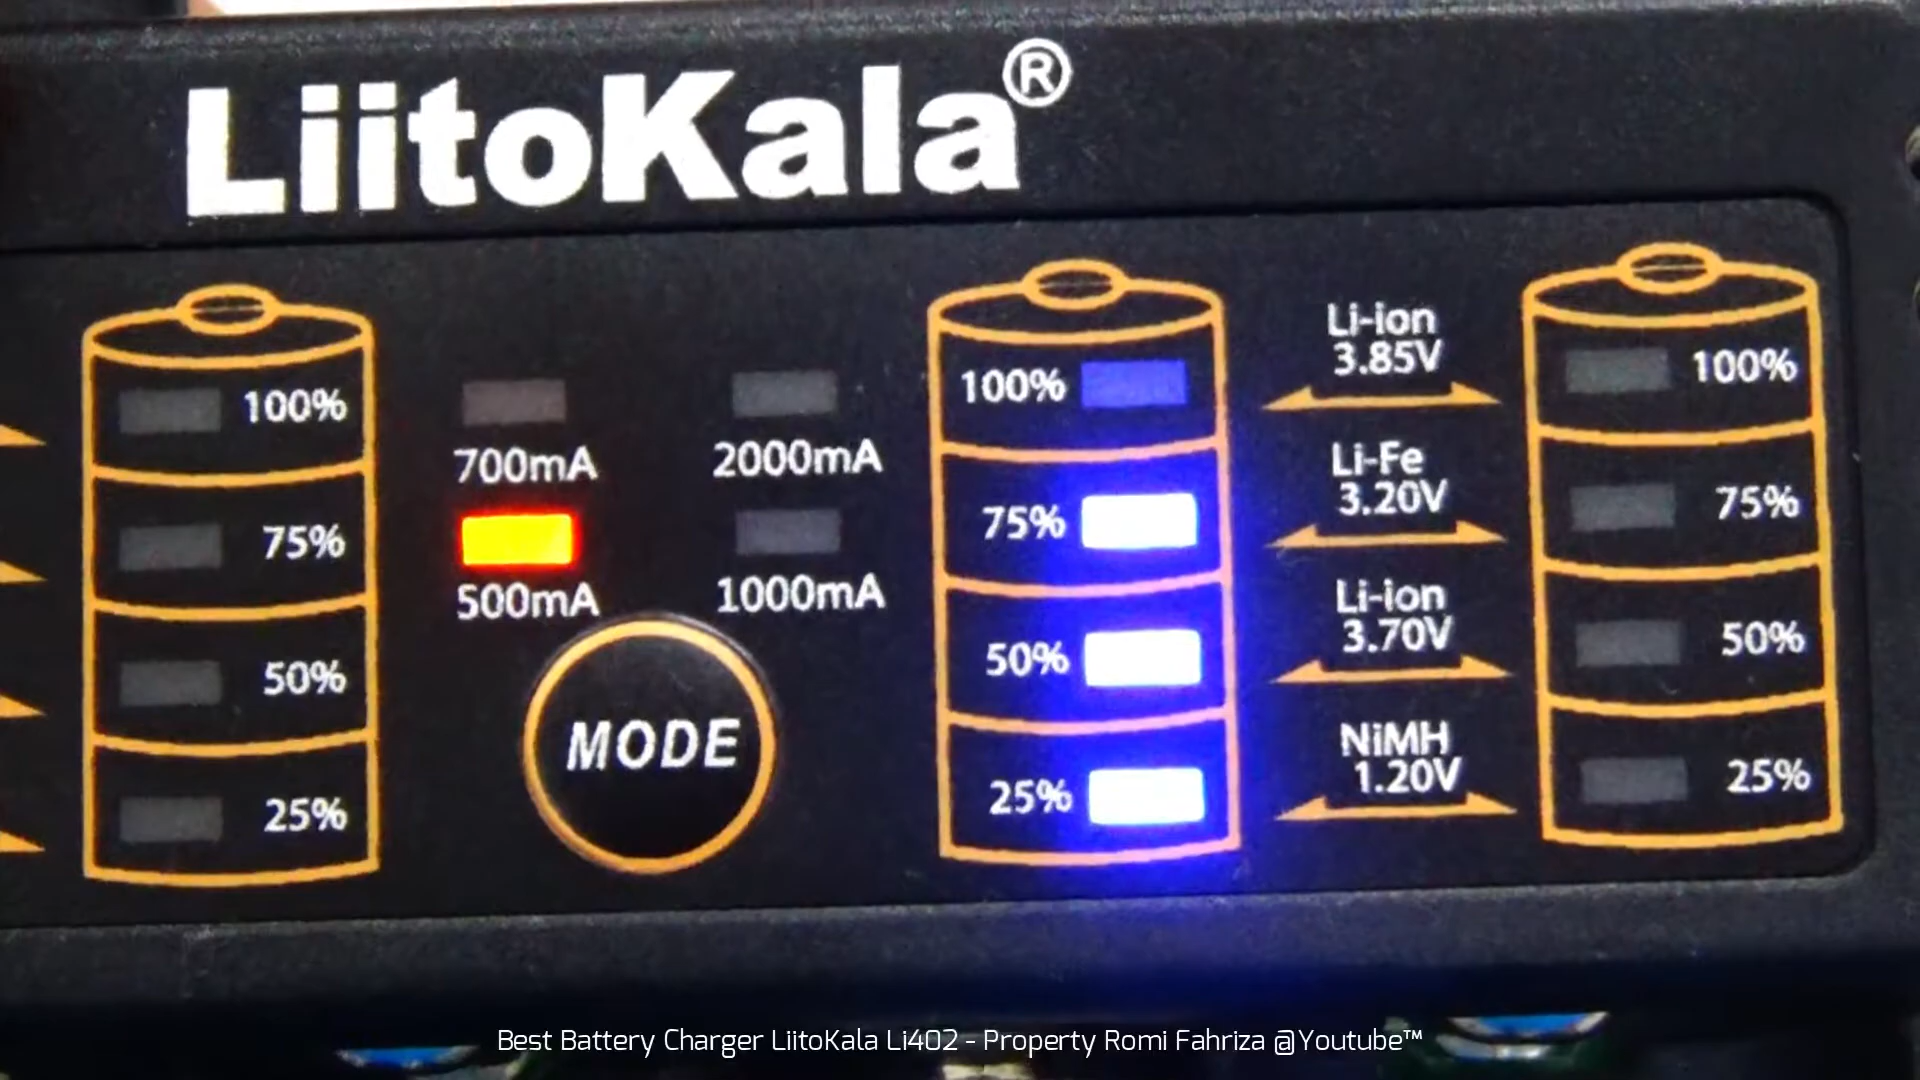 LiitoKala®
100%
75%
50%
25%
700mA
2000mA
500mA
1000mA
MODE
100%
75%
50%
25%
Li-ion
3.85V
Li-Fe
3.20V
Li-ion
3.70V
NiMH
1.20V
100%
75%
50%
25%
Best Battery Charger LiitoKala Li402 - Property Romi Fahriza @Youtube™